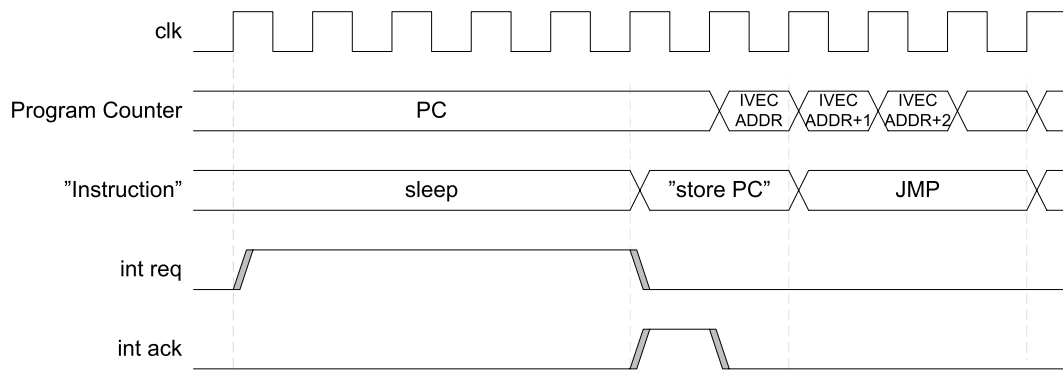 clk
Program Counter
PC
IVEC
ADDR
IVEC
ADDR+1
IVEC
ADDR+2
”Instruction”
sleep
”store PC”
JMP
int req
int ack